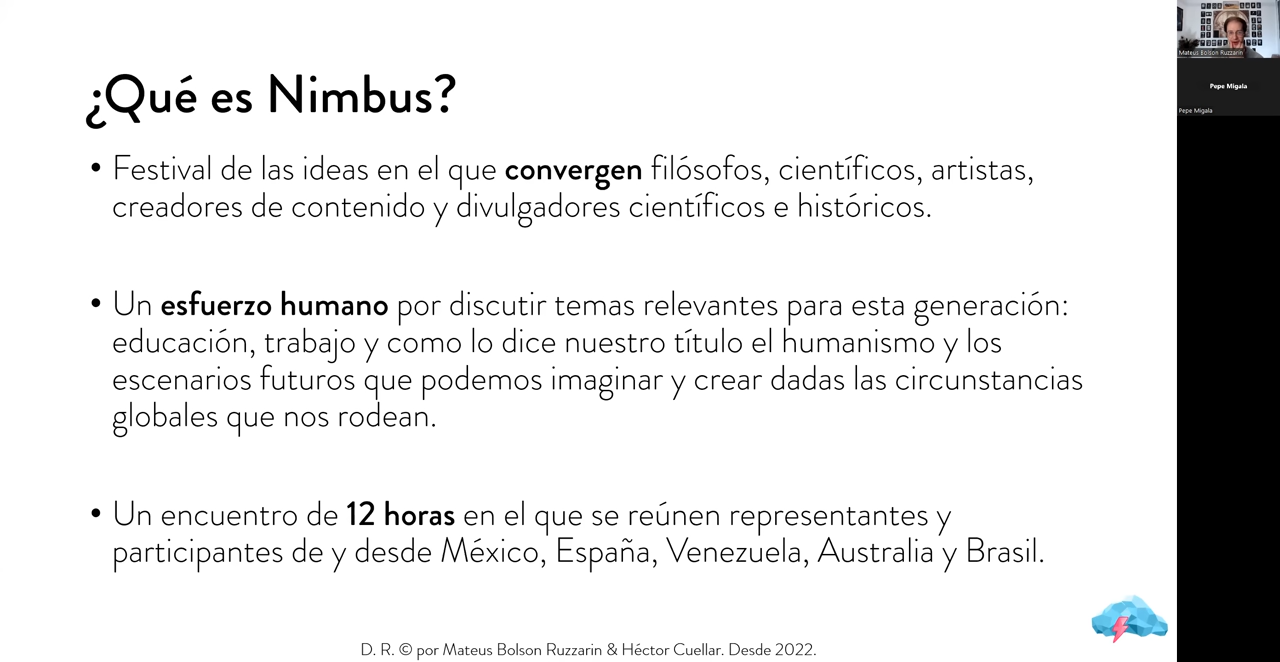 ¿Qué es Nimbus?
• Festival de las ideas en el que convergen filósofos, científicos, artistas,
creadores de contenido y divulgadores científicos e históricos.
• Un esfuerzo humano por discutir temas relevantes para esta generación:
educación, trabajo y como lo dice nuestro título el humanismo y los
escenarios futuros que podemos imaginar y crear dadas las circunstancias
globales que nos rodean.
• Un encuentro de 12 horas en el que se reúnen representantes y
participantes de y desde México, España, Venezuela, Australia y Brasil.
D. R. © por Mateus Bolson Ruzzarin & Héctor Cuellar. Desde 2022.
Mateus Bolson Ruzzarin
Pepe Migala
Pepe Migala